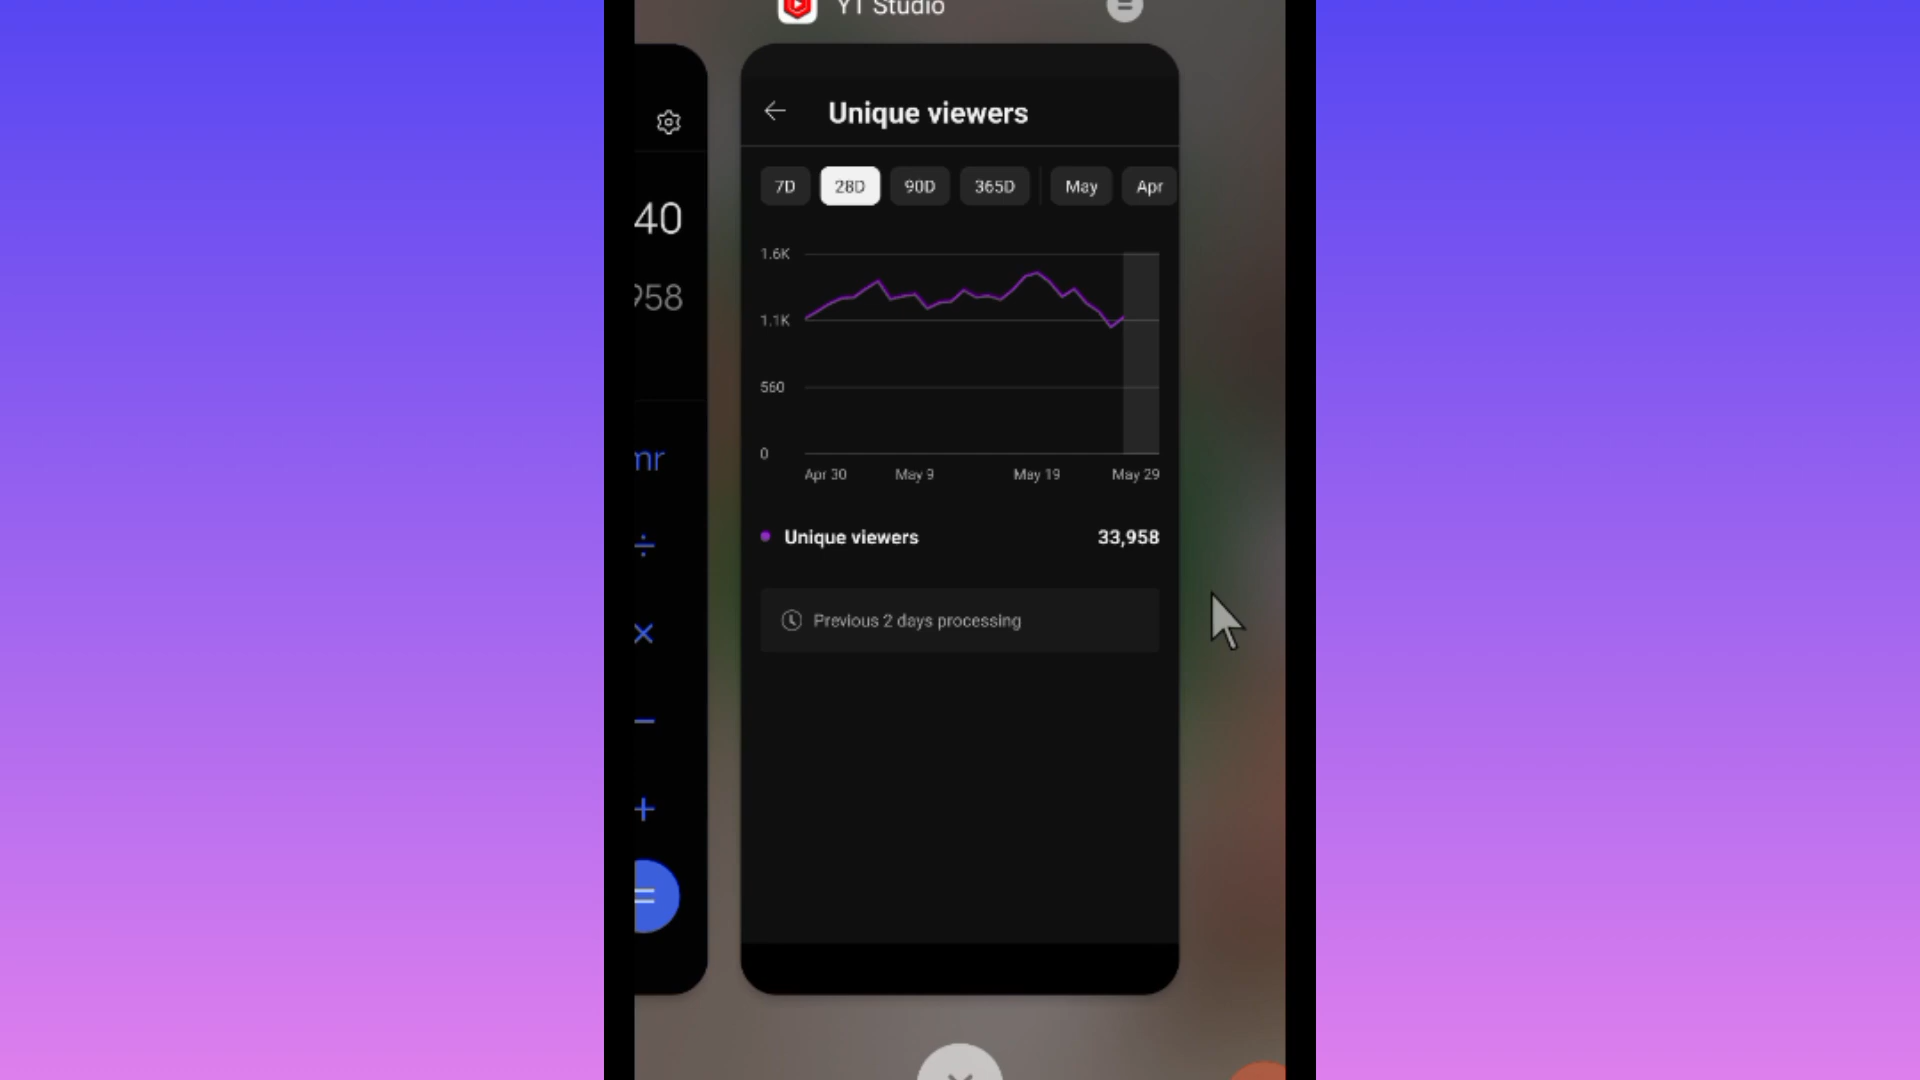 YT Studio
Unique viewers
7D 28D 90D 365D May Apr
40
958
1.6K
1.1K
mr
560
0
Apr 30 May 9 May 19 May 29
÷
Unique viewers 33,958
Previous 2 days processing
×
−
+
=